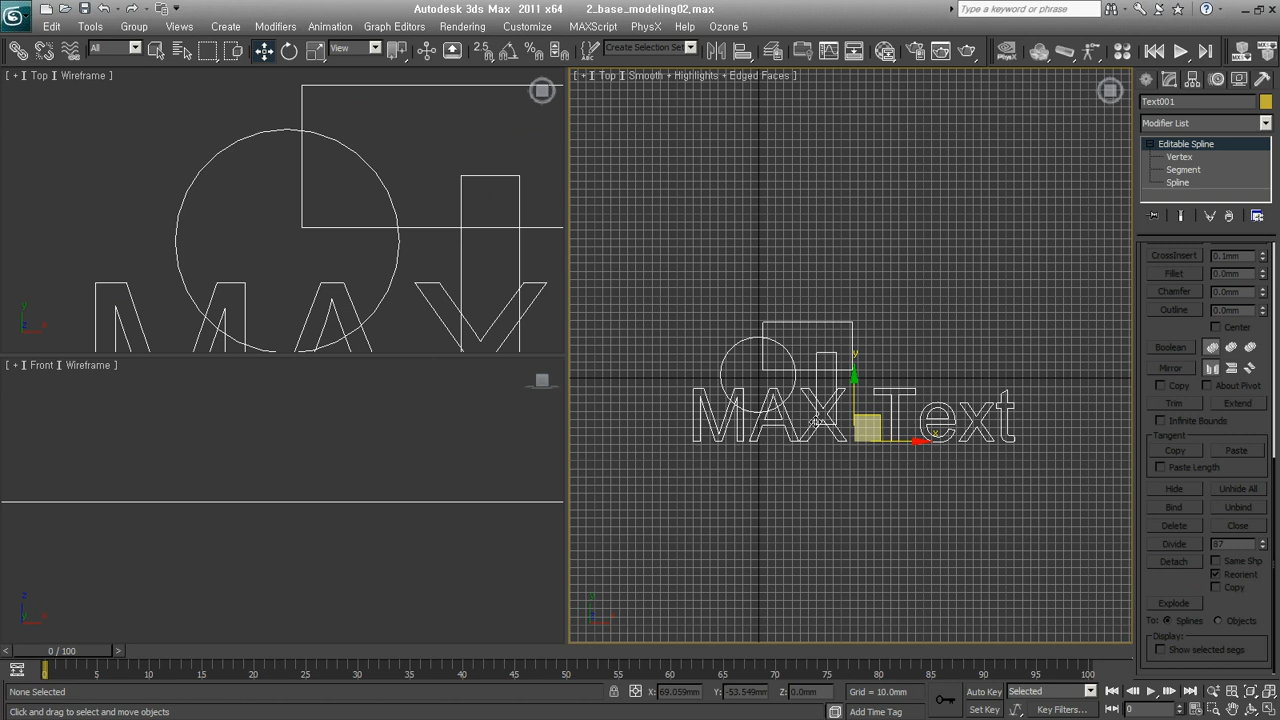 Autodesk 3ds Max 2011 x64    2_base_modeling02.max
Type a keyword or phrase
Edit Tools Group Views Create Modifiers Animation Graph Editors Rendering Customize MAXScript PhysX Ozone 5
All
View
2.5
Create Selection Set
[ + ] Top ] Wireframe ]
[ + ] Top ] Smooth + Highlights + Edged Faces ]
[ + ] Front ] Wireframe ]
MAX
MAX Text
y
x
z
Text001
Modifier List
Editable Spline
Vertex
Segment
Spline
CrossInsert 0.1mm
Fillet 0.0mm
Chamfer 0.0mm
Outline 0.0mm
Center
Boolean
Mirror
Copy About Pivot
Trim Extend
Infinite Bounds
Tangent
Copy Paste
Paste Length
Hide Unhide All
Bind Unbind
Delete Close
Divide 87
Detach Same Shp
Reorient
Copy
Explode
To: Splines Objects
Display:
Show selected segs
< 0 / 100 >
0 5 10 15 20 25 30 35 40 45 50 55 60 65 70 75 80 85 90 95 100
None Selected X: 69.059mm Y: -53.549mm Z: 0.0mm Grid = 10.0mm Auto Key Selected
Click and drag to select and move objects Add Time Tag Set Key Key Filters... 0